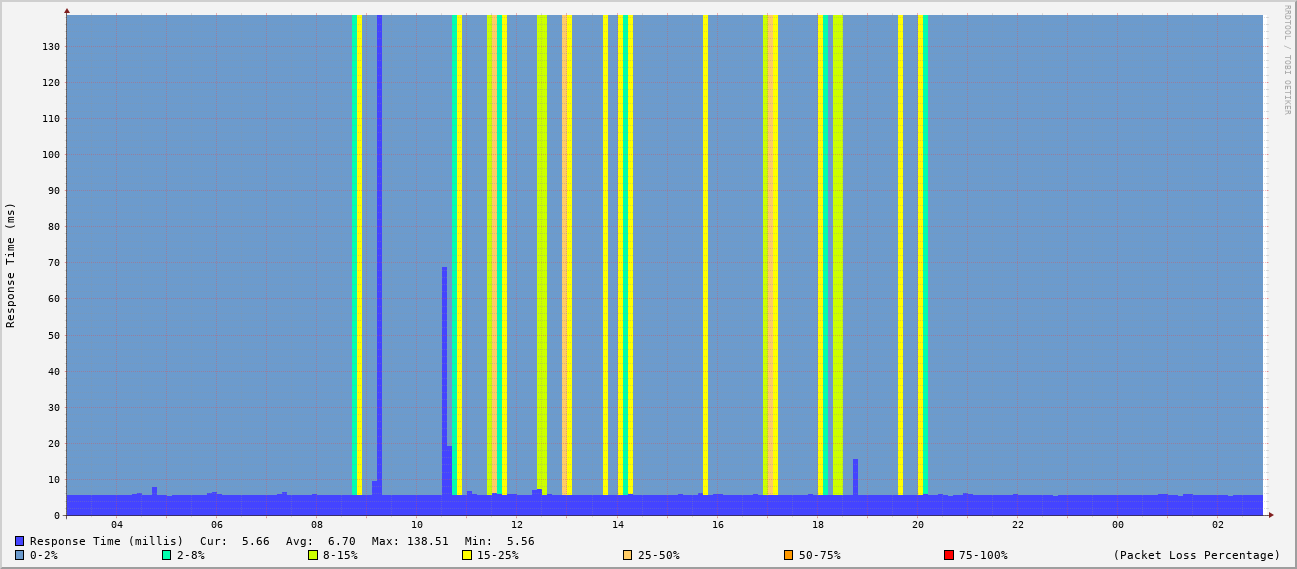 RRDTOOL / TOBI OETIKER
Response Time (ms)
130
120
110
100
90
80
70
60
50
40
30
20
10
0
04 06 08 10 12 14 16 18 20 22 00 02
Response Time (millis) Cur: 5.66 Avg: 6.70 Max: 138.51 Min: 5.56
0-2% 2-8% 8-15% 15-25% 25-50% 50-75% 75-100% (Packet Loss Percentage)